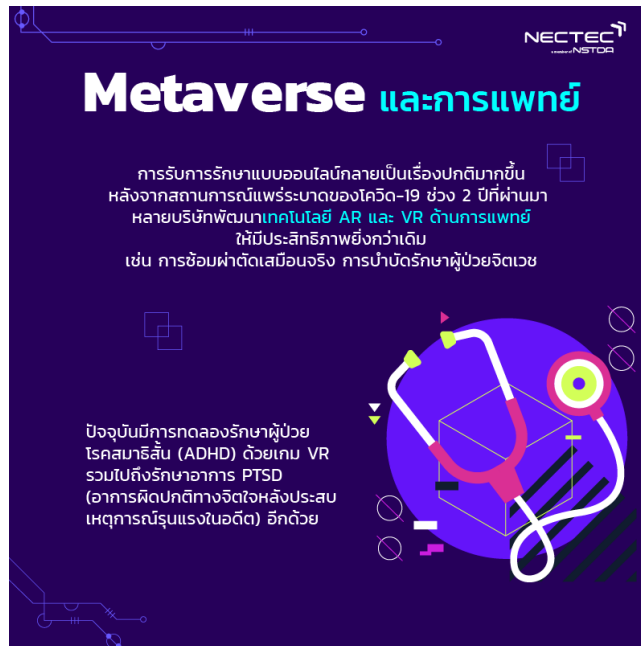 NECTEC
a member of NSTDA
Metaverse และการแพทย์
การรับการรักษาแบบออนไลน์กลายเป็นเรื่องปกติมากขึ้น
หลังจากสถานการณ์แพร่ระบาดของโควิด-19 ช่วง 2 ปีที่ผ่านมา
หลายบริษัทพัฒนาเทคโนโลยี AR และ VR ด้านการแพทย์
ให้มีประสิทธิภาพยิ่งกว่าเดิม
เช่น การซ้อมผ่าตัดเสมือนจริง การบำบัดรักษาผู้ป่วยจิตเวช
ปัจจุบันมีการทดลองรักษาผู้ป่วย
โรคสมาธิสั้น (ADHD) ด้วยเกม VR
รวมไปถึงรักษาอาการ PTSD
(อาการผิดปกติทางจิตใจหลังประสบ
เหตุการณ์รุนแรงในอดีต) อีกด้วย